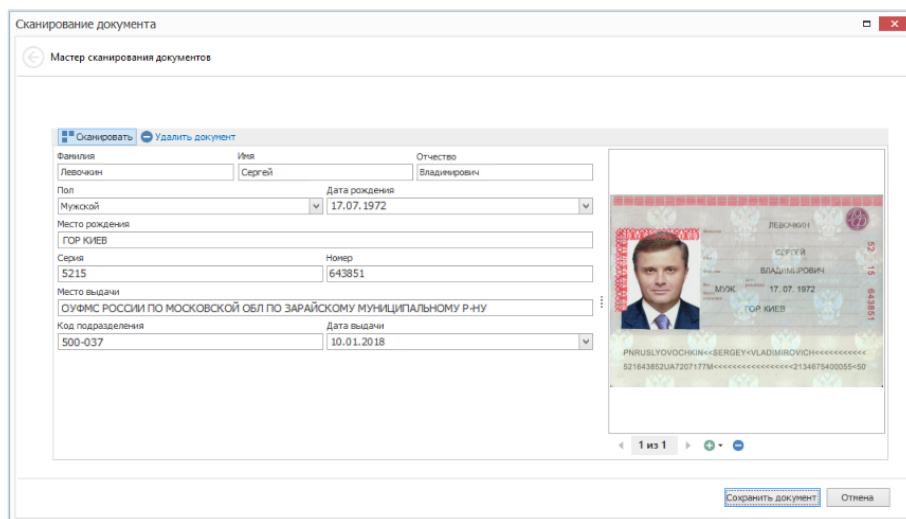 Сканирование документа
Мастер сканирования документов
Сканировать Удалить документ
Фамилия Имя Отчество
Левочкин Сергей Владимирович
Пол Дата рождения
Мужской 17.07.1972
Место рождения
ГОР КИЕВ
Серия Номер
5215 643851
Место выдачи
ОУФМС РОССИИ ПО МОСКОВСКОЙ ОБЛ ПО ЗАРАЙСКОМУ МУНИЦИПАЛЬНОМУ Р-НУ
Код подразделения Дата выдачи
500-037 10.01.2018
ЛЕВОЧКИН
СЕРГЕЙ
ВЛАДИМИРОВИЧ
МУЖ 17. 07. 1972
ГОР КИЕВ
52 15 643851
PNRUSLYOVOCHKIN<<SERGEY<VLADIMIROVICH<<<<<<<<<<<
521643852UA7207177M<<<<<<<<<<<<<<<<<<2134675400055<50
1 из 1
Сохранить документ Отмена